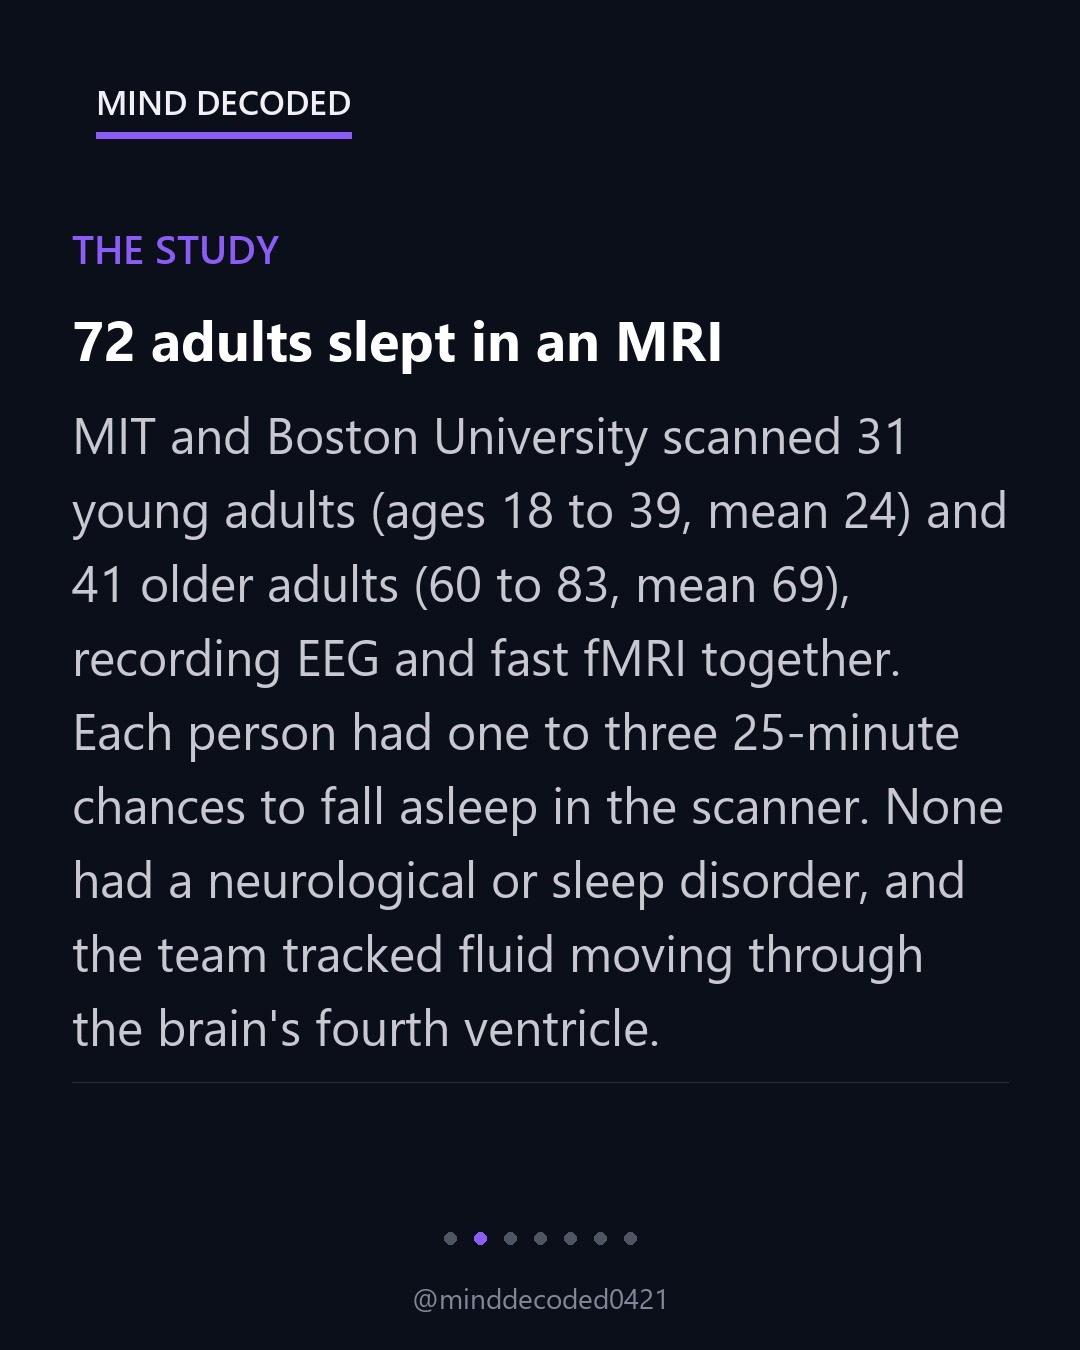 MIND DECODED
THE STUDY
72 adults slept in an MRI
MIT and Boston University scanned 31
young adults (ages 18 to 39, mean 24) and
41 older adults (60 to 83, mean 69),
recording EEG and fast fMRI together.
Each person had one to three 25-minute
chances to fall asleep in the scanner. None
had a neurological or sleep disorder, and
the team tracked fluid moving through
the brain's fourth ventricle.
@minddecoded0421